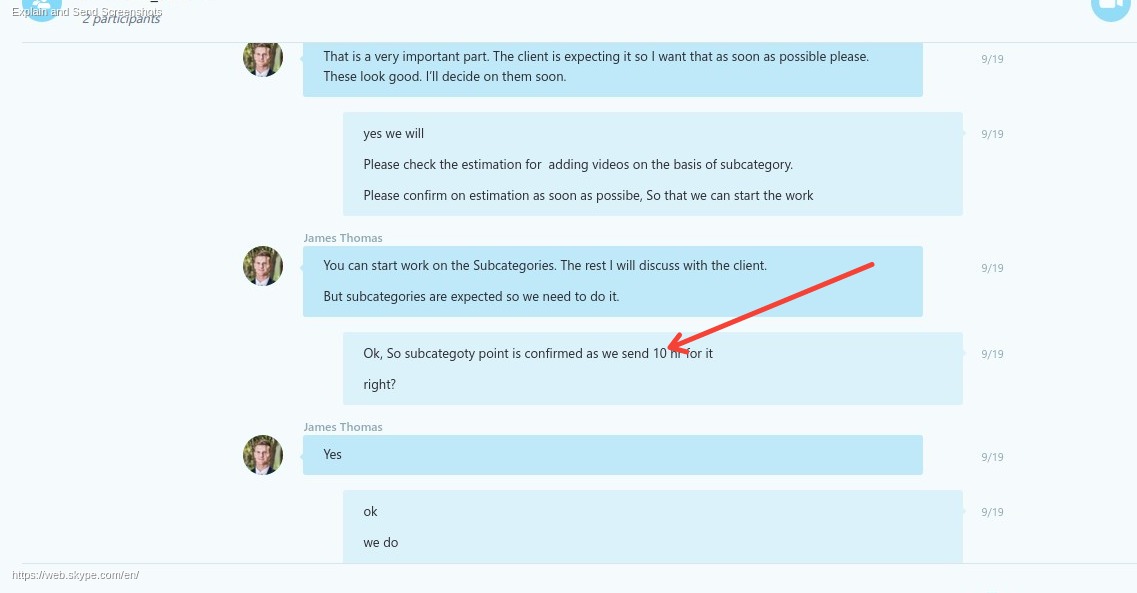 Explain and Send Screenshots
2 participants
That is a very important part. The client is expecting it so I want that as soon as possible please.
9/19
These look good. I'll decide on them soon.
yes we will
9/19
Please check the estimation for  adding videos on the basis of subcategory.
Please confirm on estimation as soon as possibe, So that we can start the work
James Thomas
You can start work on the Subcategories. The rest I will discuss with the client.
9/19
But subcategories are expected so we need to do it.
Ok, So subcategoty point is confirmed as we send 10 hr for it
9/19
right?
James Thomas
Yes
9/19
ok
9/19
we do
https://web.skype.com/en/